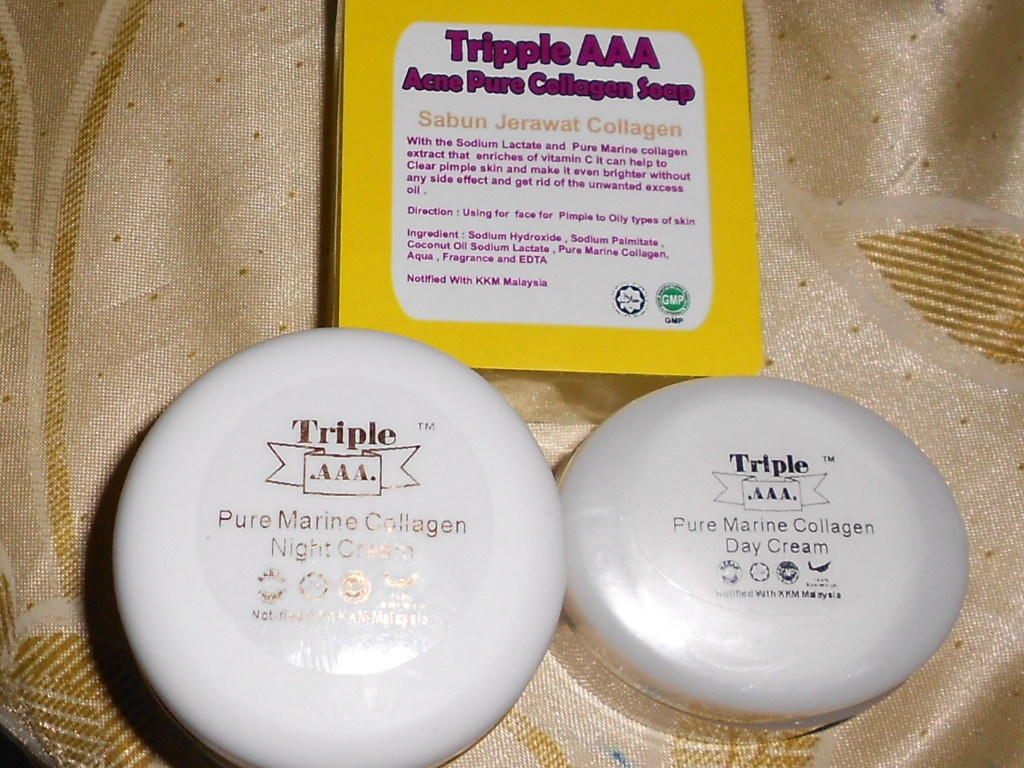 Tripple AAA
Acne Pure Collagen Soap
Sabun Jerawat Collagen
With the Sodium Lactate and Pure Marine collagen
extract that enriches of vitamin C it can help to
Clear pimple skin and make it even brighter without
any side effect and get rid of the unwanted excess
oil .
Direction : Using for face for Pimple to Oily types of skin
Ingredient : Sodium Hydroxide , Sodium Palmitate ,
Coconut Oil Sodium Lactate , Pure Marine Collagen,
Aqua , Fragrance and EDTA
Notified With KKM Malaysia
GMP
GMP
Triple ™
.AAA.
Pure Marine Collagen
Night Cream
Notified With KKM Malaysia
Triple ™
.AAA.
Pure Marine Collagen
Day Cream
Notified With KKM Malaysia